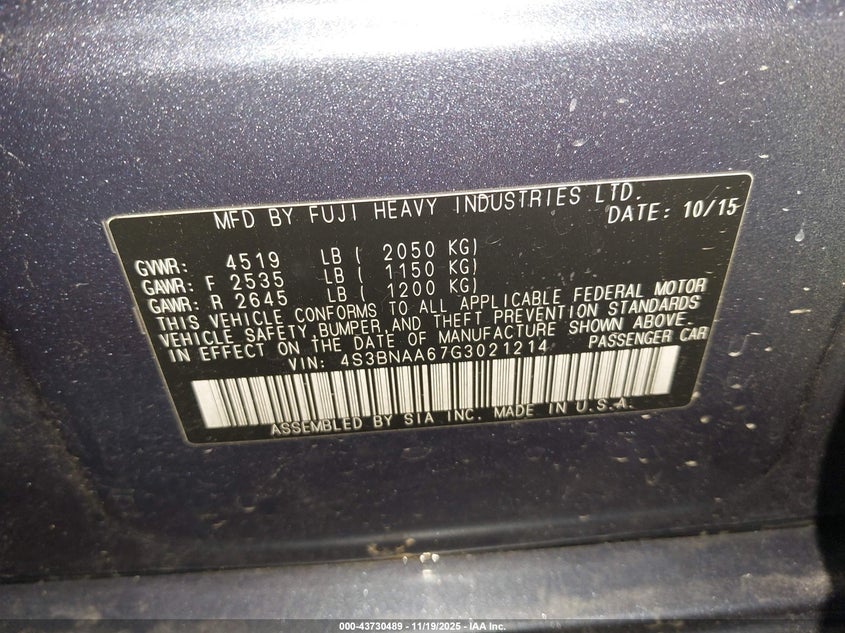 MFD BY FUJI HEAVY INDUSTRIES LTD.
DATE: 10/15
GVWR: 4519 LB ( 2050 KG)
GAWR: F 2535 LB ( 1150 KG)
GAWR: R 2645 LB ( 1200 KG)
THIS VEHICLE CONFORMS TO ALL APPLICABLE FEDERAL MOTOR
VEHICLE SAFETY, BUMPER, AND THEFT PREVENTION STANDARDS
IN EFFECT ON THE DATE OF MANUFACTURE SHOWN ABOVE.
VIN: 4S3BNAA67G3021214 PASSENGER CAR
ASSEMBLED BY SIA INC. MADE IN U.S.A.
000-43730489 - 11/19/2025 - IAA Inc.